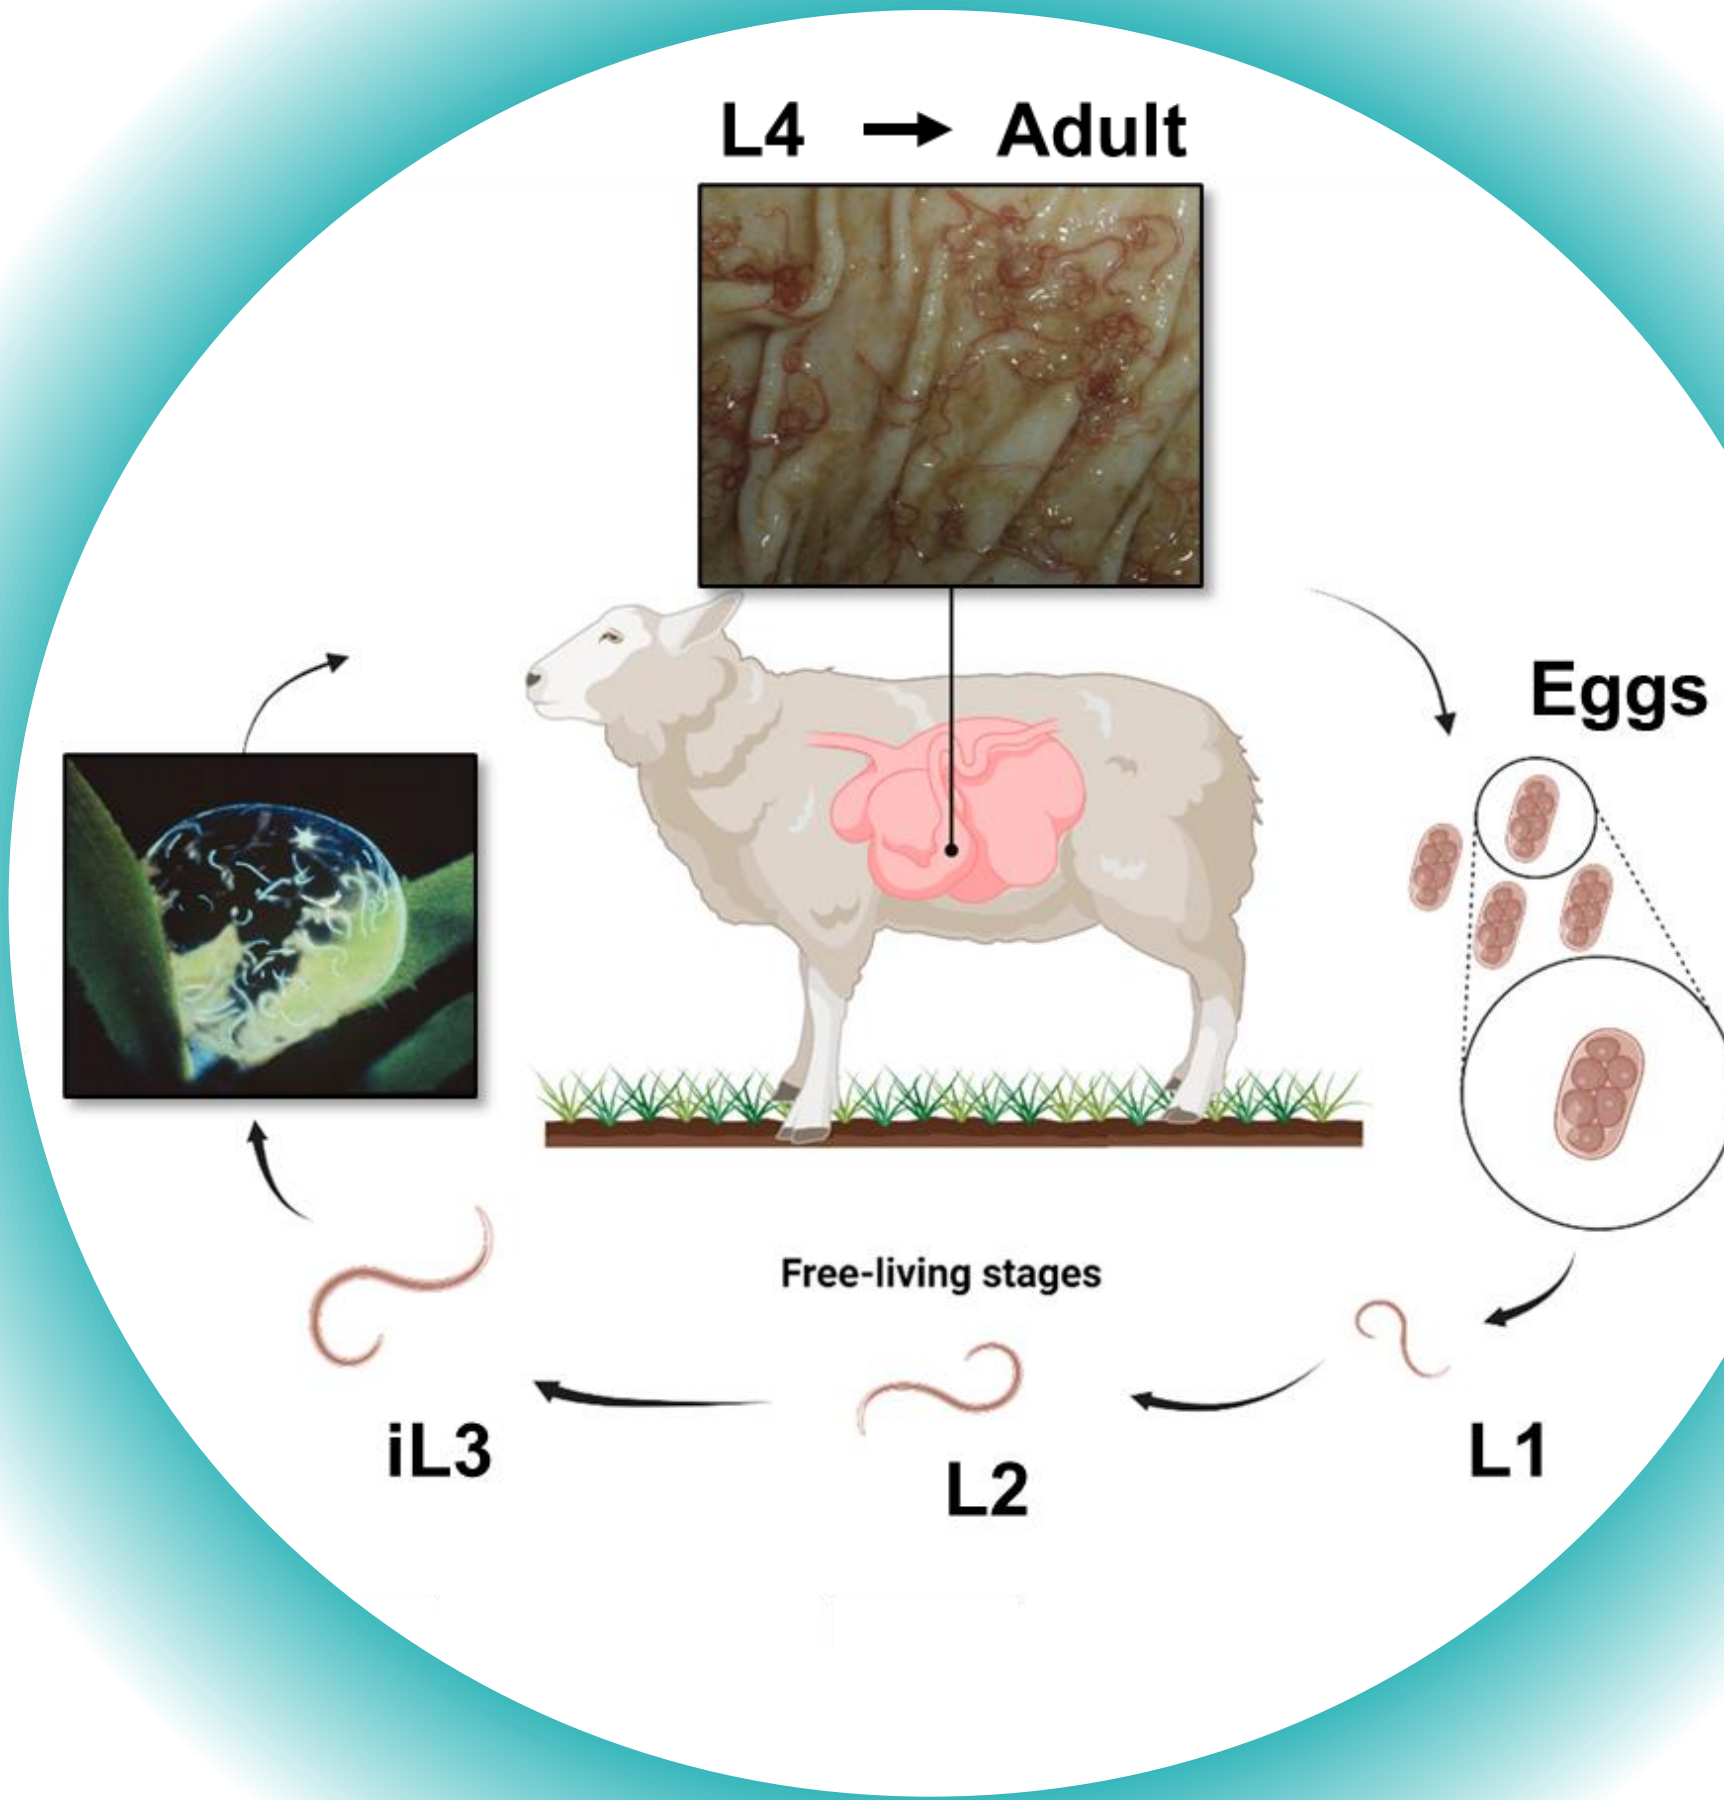 L4 → Adult
Eggs
Free-living stages
iL3
L2
L1